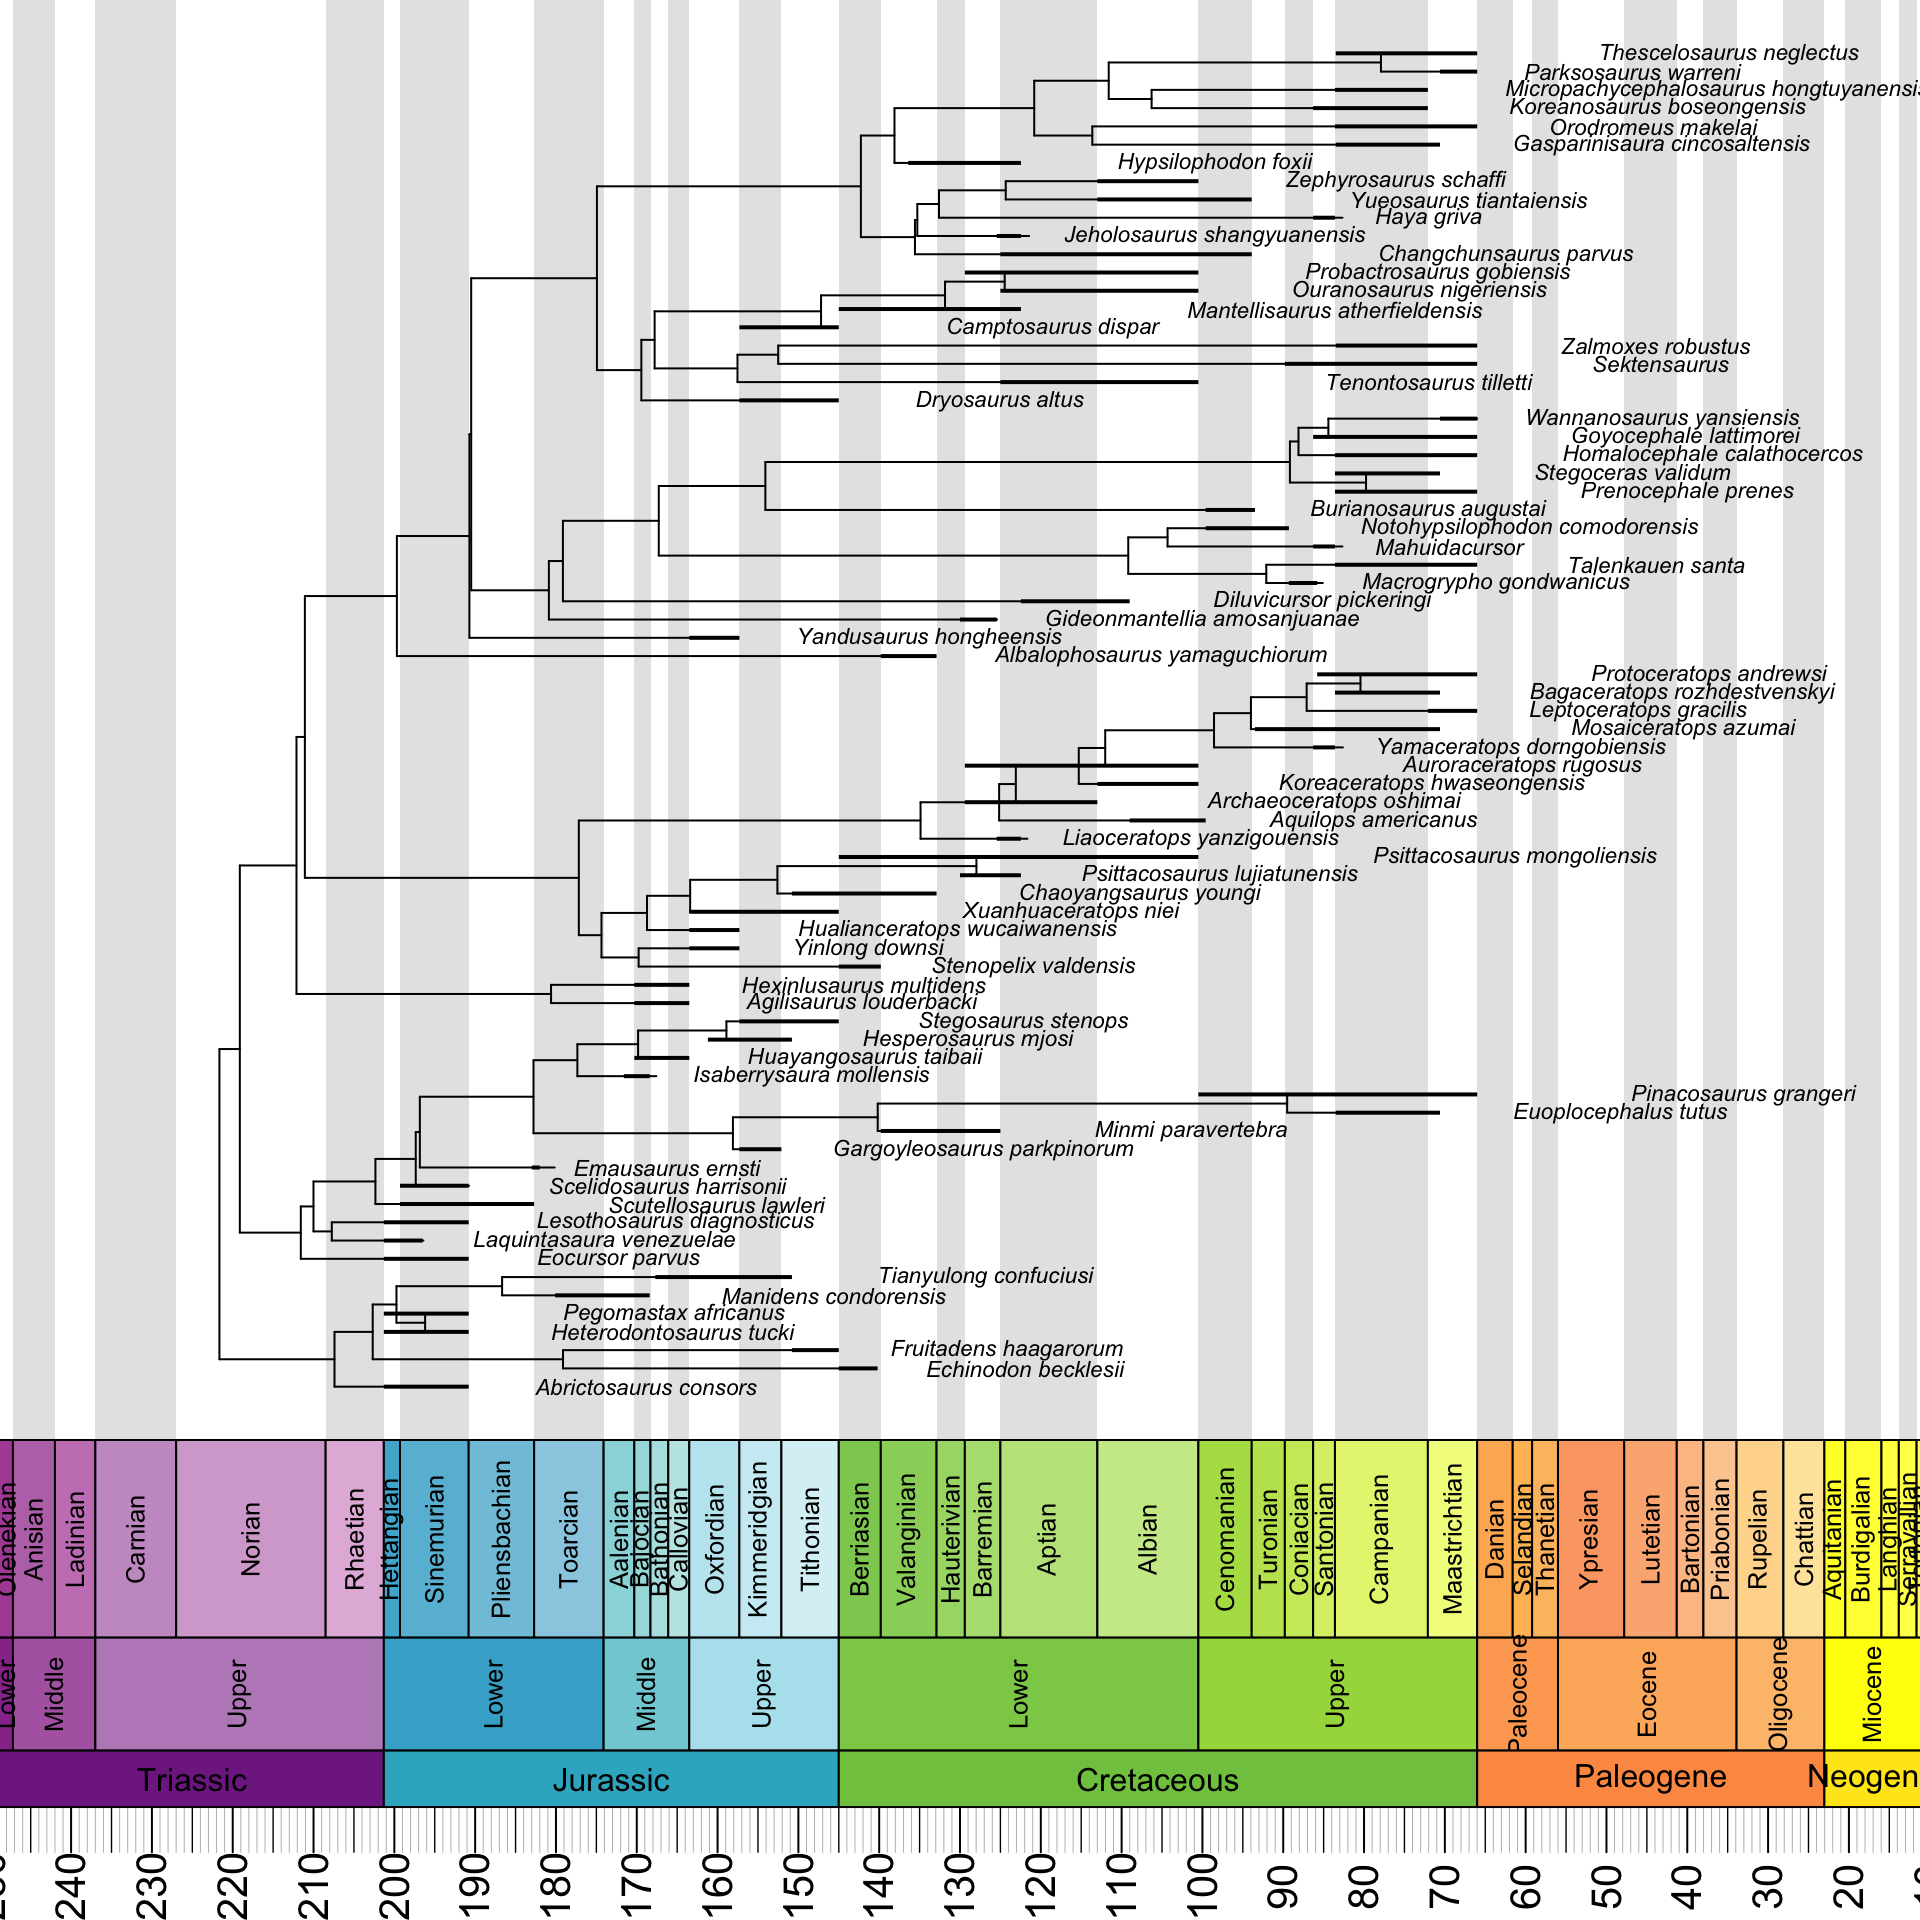 Thescelosaurus neglectus
Parksosaurus warreni
Micropachycephalosaurus hongtuyanensis
Koreanosaurus boseongensis
Orodromeus makelai
Gasparinisaura cincosaltensis
Hypsilophodon foxii
Zephyrosaurus schaffi
Yueosaurus tiantaiensis
Haya griva
Jeholosaurus shangyuanensis
Changchunsaurus parvus
Probactrosaurus gobiensis
Ouranosaurus nigeriensis
Mantellisaurus atherfieldensis
Camptosaurus dispar
Zalmoxes robustus
Sektensaurus
Tenontosaurus tilletti
Dryosaurus altus
Wannanosaurus yansiensis
Goyocephale lattimorei
Homalocephale calathocercos
Stegoceras validum
Prenocephale prenes
Burianosaurus augustai
Notohypsilophodon comodorensis
Mahuidacursor
Talenkauen santa
Macrogrypho gondwanicus
Diluvicursor pickeringi
Gideonmantellia amosanjuanae
Yandusaurus hongheensis
Albalophosaurus yamaguchiorum
Protoceratops andrewsi
Bagaceratops rozhdestvenskyi
Leptoceratops gracilis
Mosaiceratops azumai
Yamaceratops dorngobiensis
Auroraceratops rugosus
Koreaceratops hwaseongensis
Archaeoceratops oshimai
Aquilops americanus
Liaoceratops yanzigouensis
Psittacosaurus mongoliensis
Psittacosaurus lujiatunensis
Chaoyangsaurus youngi
Xuanhuaceratops niei
Hualianceratops wucaiwanensis
Yinlong downsi
Stenopelix valdensis
Hexinlusaurus multidens
Agilisaurus louderbacki
Stegosaurus stenops
Hesperosaurus mjosi
Huayangosaurus taibaii
Isaberrysaura mollensis
Pinacosaurus grangeri
Euoplocephalus tutus
Minmi paravertebra
Gargoyleosaurus parkpinorum
Emausaurus ernsti
Scelidosaurus harrisonii
Scutellosaurus lawleri
Lesothosaurus diagnosticus
Laquintasaura venezuelae
Eocursor parvus
Tianyulong confuciusi
Manidens condorensis
Pegomastax africanus
Heterodontosaurus tucki
Fruitadens haagarorum
Echinodon becklesii
Abrictosaurus consors
Olenekian
Anisian
Ladinian
Carnian
Norian
Rhaetian
Hettangian
Sinemurian
Pliensbachian
Toarcian
Aalenian
Bajocian
Bathonian
Callovian
Oxfordian
Kimmeridgian
Tithonian
Berriasian
Valanginian
Hauterivian
Barremian
Aptian
Albian
Cenomanian
Turonian
Coniacian
Santonian
Campanian
Maastrichtian
Danian
Selandian
Thanetian
Ypresian
Lutetian
Bartonian
Priabonian
Rupelian
Chattian
Aquitanian
Burdigalian
Langhian
Serravallian
Lower
Middle
Upper
Lower
Middle
Upper
Lower
Upper
Paleocene
Eocene
Oligocene
Miocene
Triassic
Jurassic
Cretaceous
Paleogene
Neogen
240
230
220
210
200
190
180
170
160
150
140
130
120
110
100
90
80
70
60
50
40
30
20